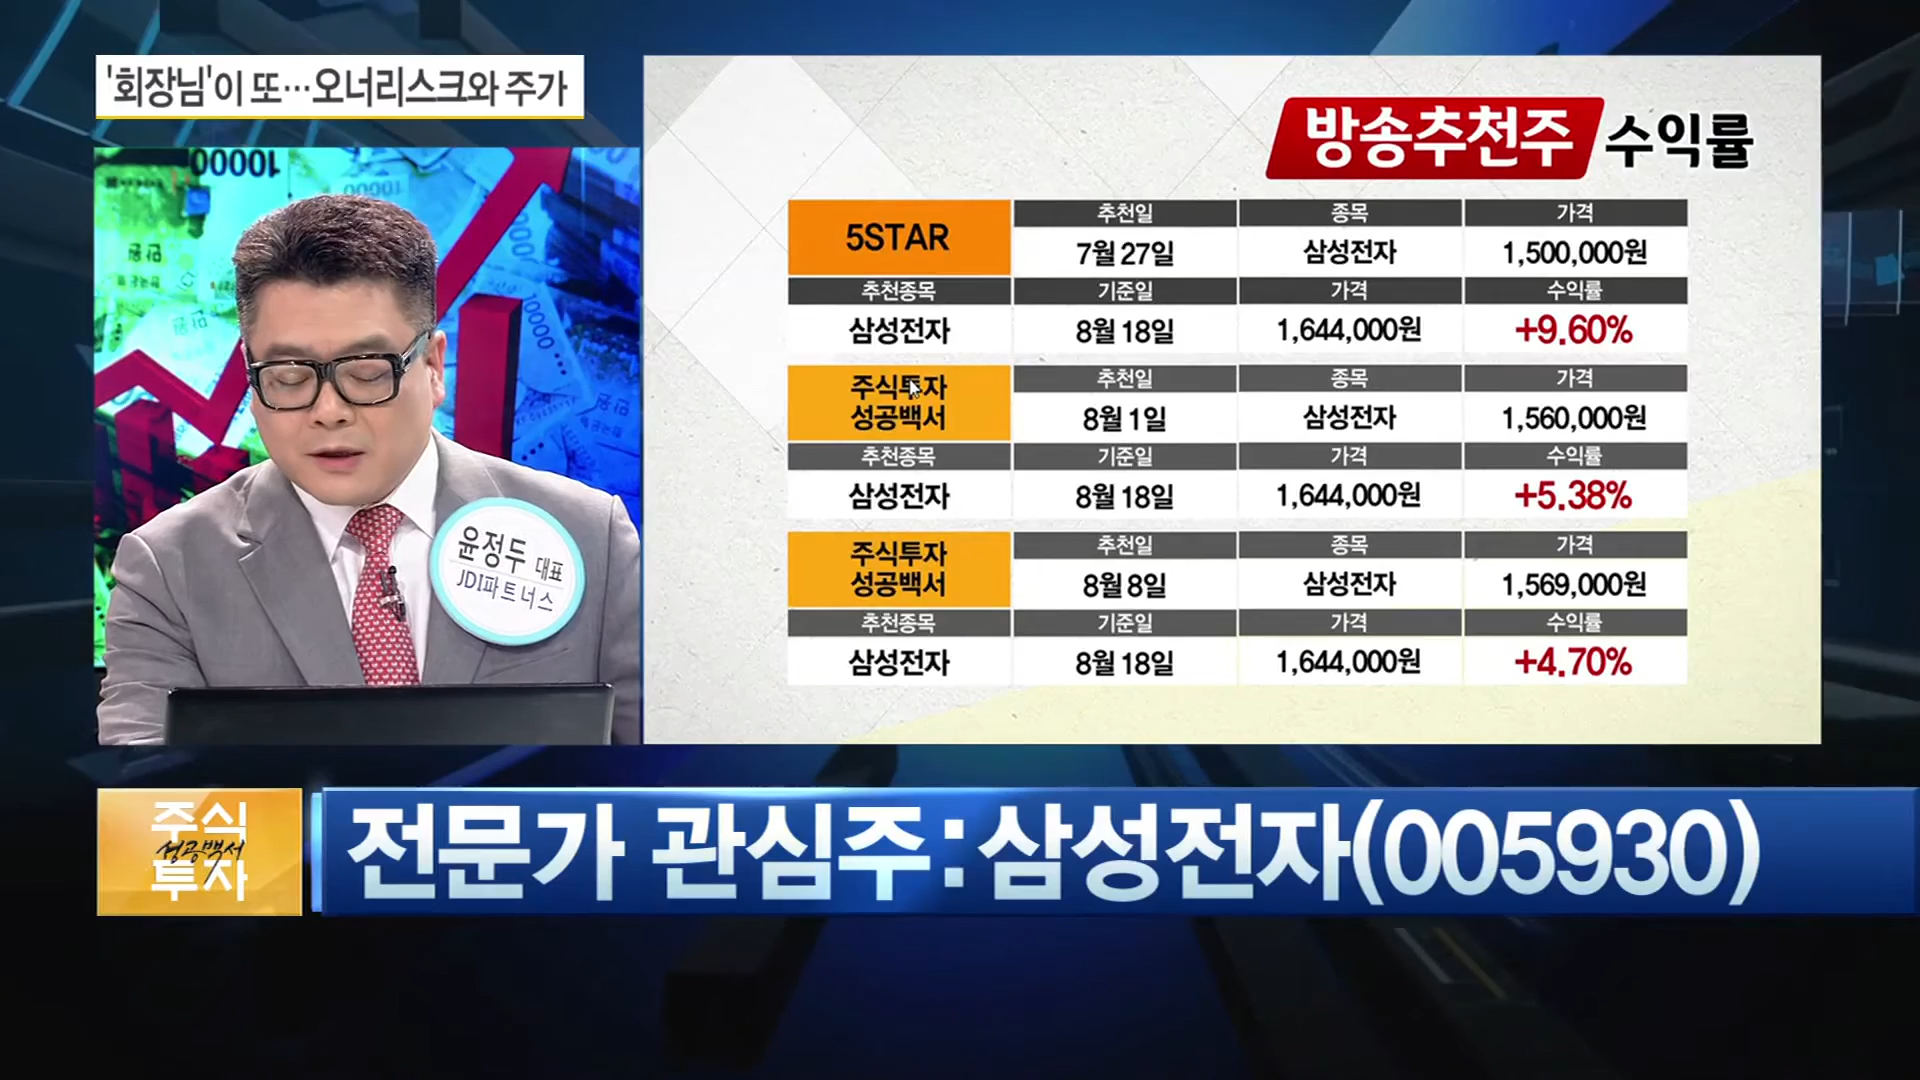 '회장님'이 또…오너리스크와 주가
방송추천주 수익률
5STAR 추천일 종목 가격
7월 27일 삼성전자 1,500,000원
추천종목 기준일 가격 수익률
삼성전자 8월 18일 1,644,000원 +9.60%
주식투자 성공백서 추천일 종목 가격
8월 1일 삼성전자 1,560,000원
추천종목 기준일 가격 수익률
삼성전자 8월 18일 1,644,000원 +5.38%
주식투자 성공백서 추천일 종목 가격
8월 8일 삼성전자 1,569,000원
추천종목 기준일 가격 수익률
삼성전자 8월 18일 1,644,000원 +4.70%
10000
10000
윤정두 대표
JDI파트너스
주식
성공백서
투자
전문가 관심주:삼성전자(005930)